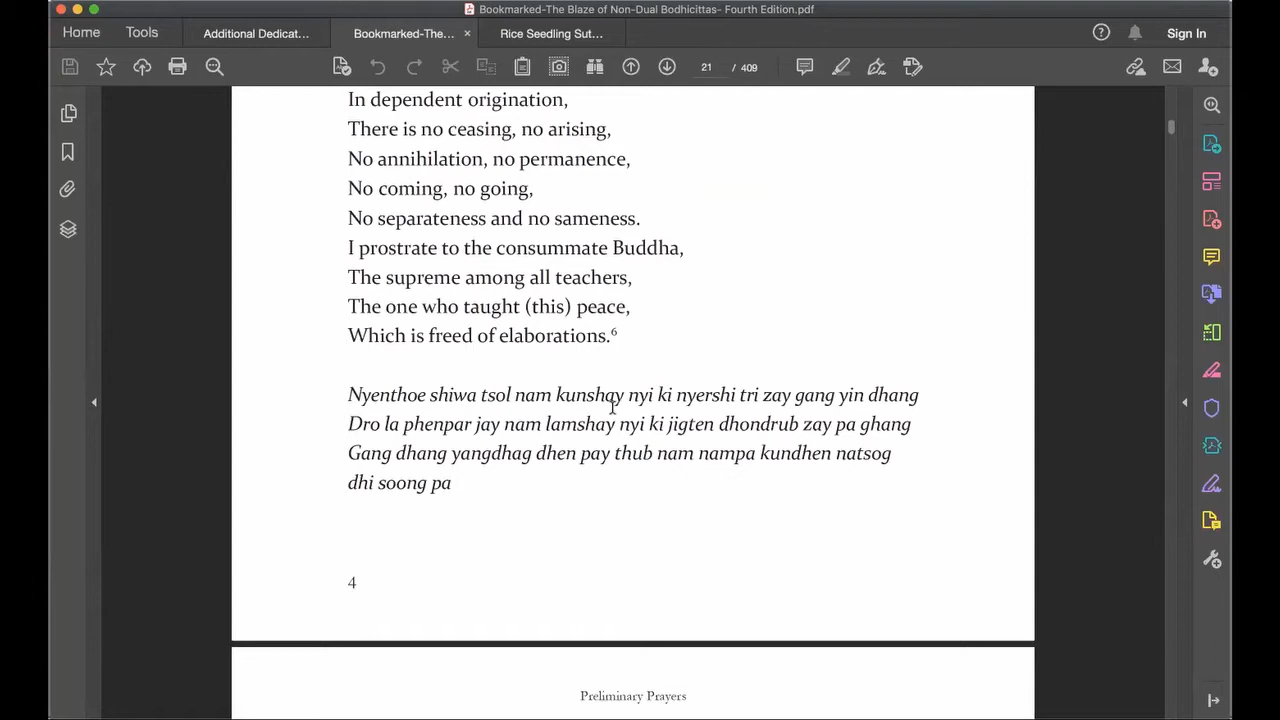 Bookmarked-The Blaze of Non-Dual Bodhicittas- Fourth Edition.pdf
Home Tools Additional Dedicat... Bookmarked-The... × Rice Seedling Sut... Sign In
21 / 409
In dependent origination,
There is no ceasing, no arising,
No annihilation, no permanence,
No coming, no going,
No separateness and no sameness.
I prostrate to the consummate Buddha,
The supreme among all teachers,
The one who taught (this) peace,
Which is freed of elaborations.⁶
Nyenthoe shiwa tsol nam kunshay nyi ki nyershi tri zay gang yin dhang
Dro la phenpar jay nam lamshay nyi ki jigten dhondrub zay pa ghang
Gang dhang yangdhag dhen pay thub nam nampa kundhen natsog
dhi soong pa
4
Preliminary Prayers